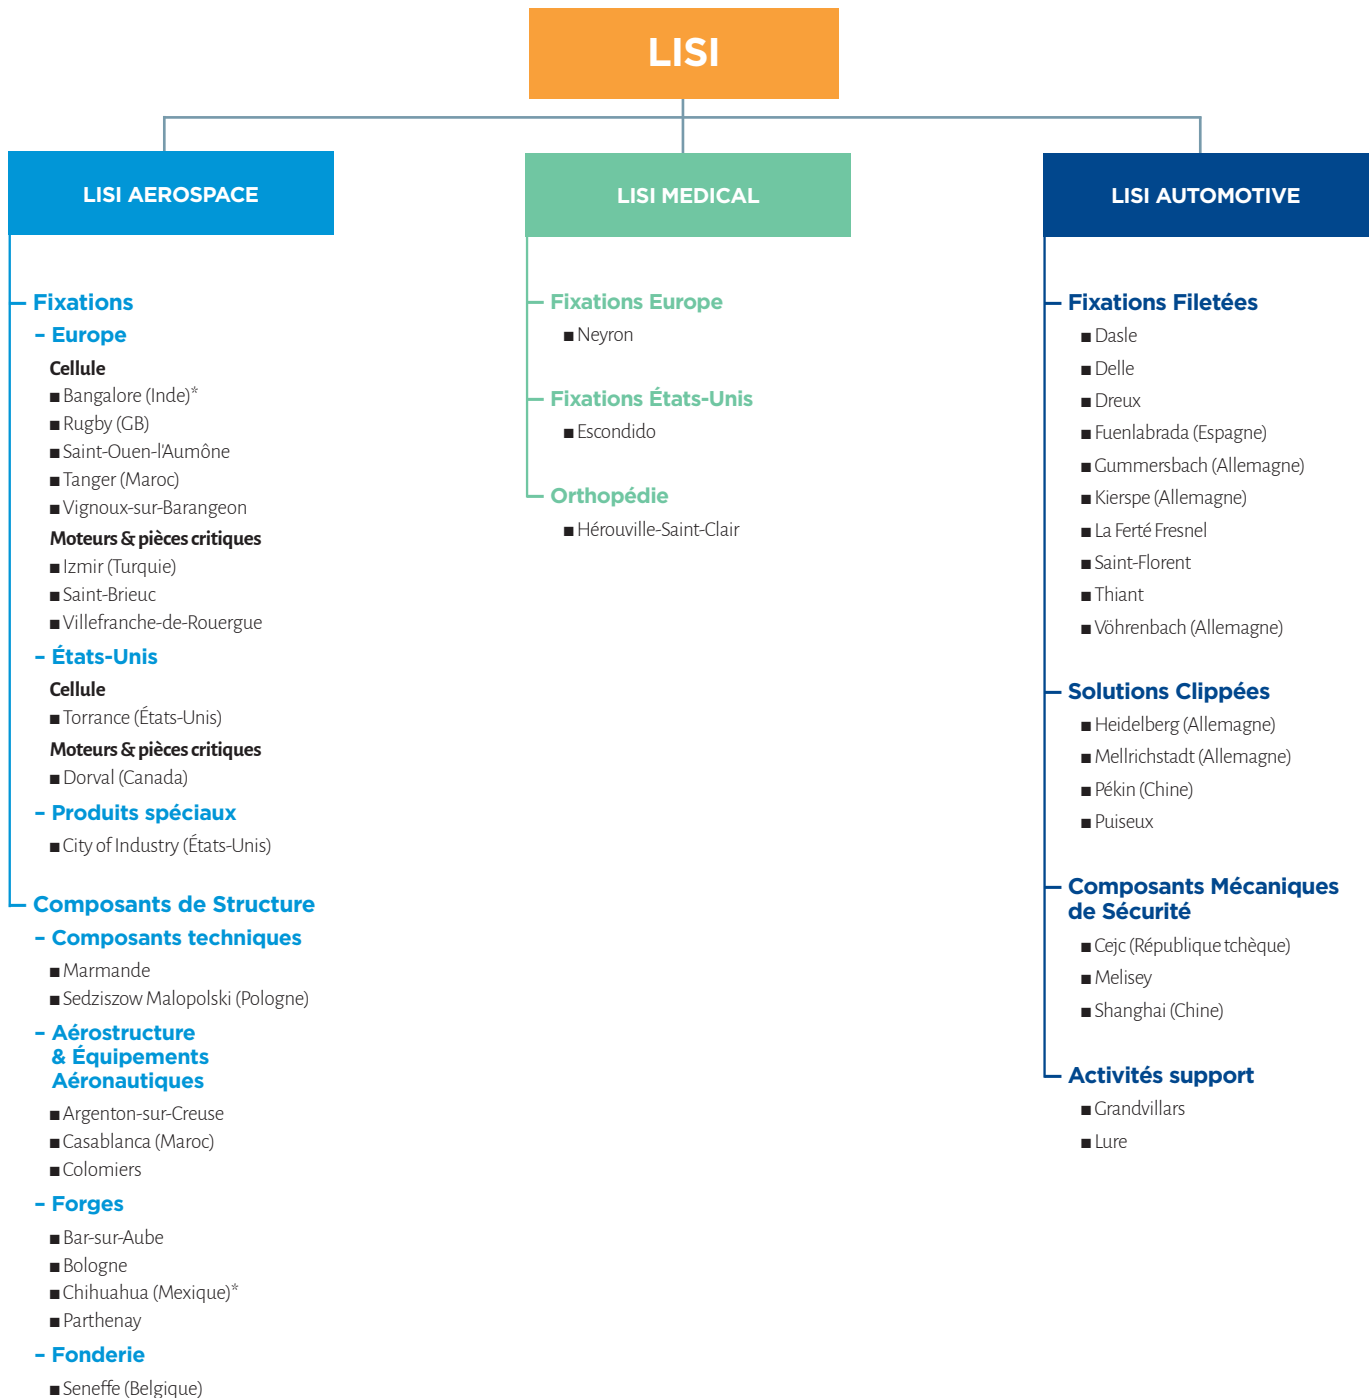 LISI
LISI AEROSPACE
Fixations
– Europe
Cellule
■ Bangalore (Inde)*
■ Rugby (GB)
■ Saint-Ouen-l'Aumône
■ Tanger (Maroc)
■ Vignoux-sur-Barangeon
Moteurs & pièces critiques
■ Izmir (Turquie)
■ Saint-Brieuc
■ Villefranche-de-Rouergue
– États-Unis
Cellule
■ Torrance (États-Unis)
Moteurs & pièces critiques
■ Dorval (Canada)
– Produits spéciaux
■ City of Industry (États-Unis)
Composants de Structure
– Composants techniques
■ Marmande
■ Sedziszow Malopolski (Pologne)
– Aérostructure
& Équipements
Aéronautiques
■ Argenton-sur-Creuse
■ Casablanca (Maroc)
■ Colomiers
– Forges
■ Bar-sur-Aube
■ Bologne
■ Chihuahua (Mexique)*
■ Parthenay
– Fonderie
■ Seneffe (Belgique)
LISI MEDICAL
Fixations Europe
■ Neyron
Fixations États-Unis
■ Escondido
Orthopédie
■ Hérouville-Saint-Clair
LISI AUTOMOTIVE
Fixations Filetées
■ Dasle
■ Delle
■ Dreux
■ Fuenlabrada (Espagne)
■ Gummersbach (Allemagne)
■ Kierspe (Allemagne)
■ La Ferté Fresnel
■ Saint-Florent
■ Thiant
■ Vöhrenbach (Allemagne)
Solutions Clippées
■ Heidelberg (Allemagne)
■ Mellrichstadt (Allemagne)
■ Pékin (Chine)
■ Puiseux
Composants Mécaniques
de Sécurité
■ Cejc (République tchèque)
■ Melisey
■ Shanghai (Chine)
Activités support
■ Grandvillars
■ Lure